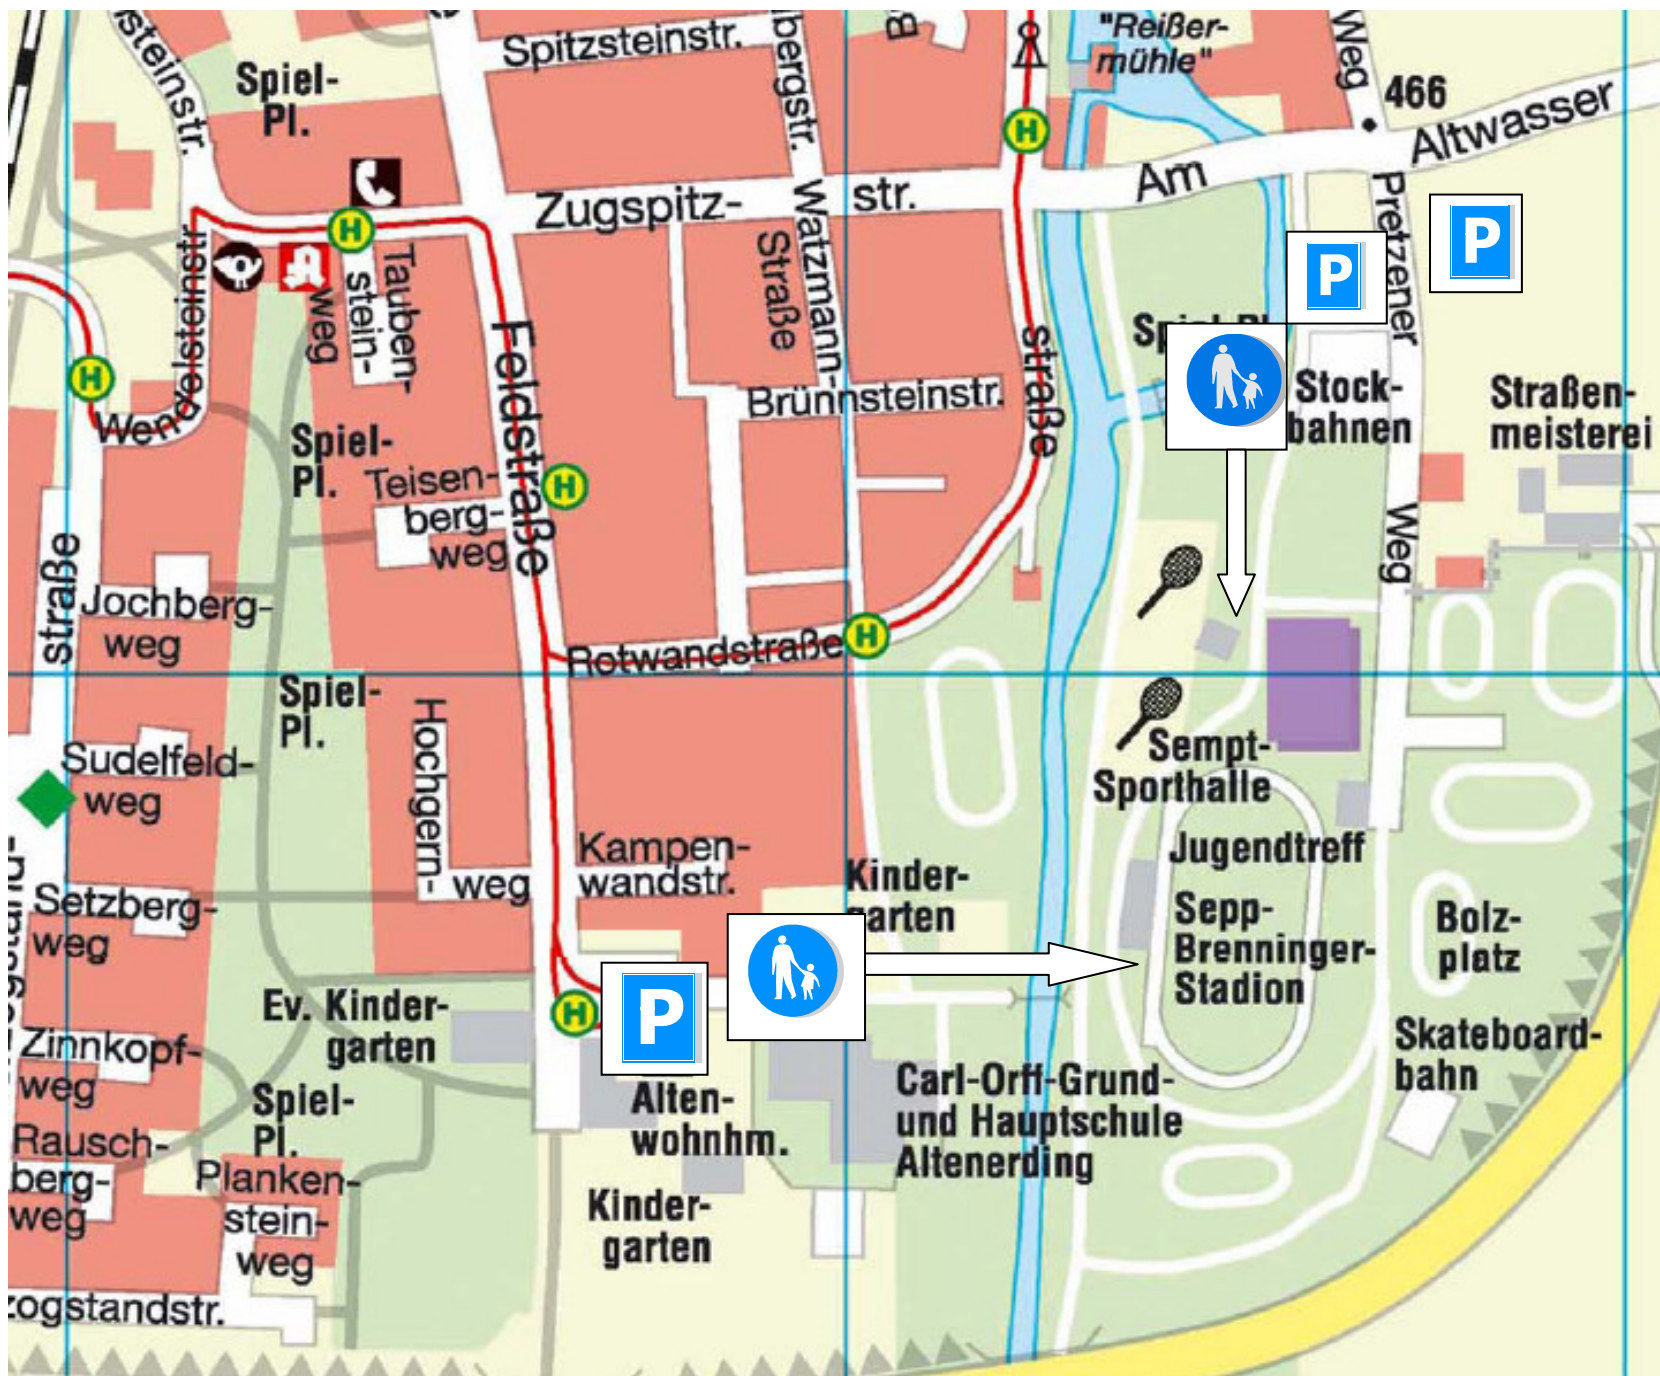 steinstr.
Spiel-
Pl.
Spitzsteinstr.
bergstr.
B
"Reißer-
mühle"
Weg
466
Am Altwasser
Zugspitz- str.
Watzmann-
Straße
Wendelsteinstr.
Tauben-
stein-
weg
H
H
H
H
H
H
P
P
Pretzener
Weg
Feldstraße
straße
Brünnsteinstr.
Stock-
bahnen
Straßen-
meisterei
Spiel-
Pl.
Teisen-
berg-
weg
straße
Jochberg-
weg
Rotwandstraße
Spiel-
Pl.
Hochgern-
weg
Sudelfeld-
weg
Sempt-
Sporthalle
Kampen-
wandstr.
Jugendtreff
Kinder-
garten
Setzberg-
weg
Sepp-
Brenninger-
Stadion
Bolz-
platz
Ev. Kinder-
garten
P
Zinnkopf-
weg
Skateboard-
bahn
Spiel-
Pl.
Alten-
wohnhm.
Carl-Orff-Grund-
und Hauptschule
Altenerding
Rausch-
berg-
weg
Planken-
stein-
weg
Kinder-
garten
zogstandstr.